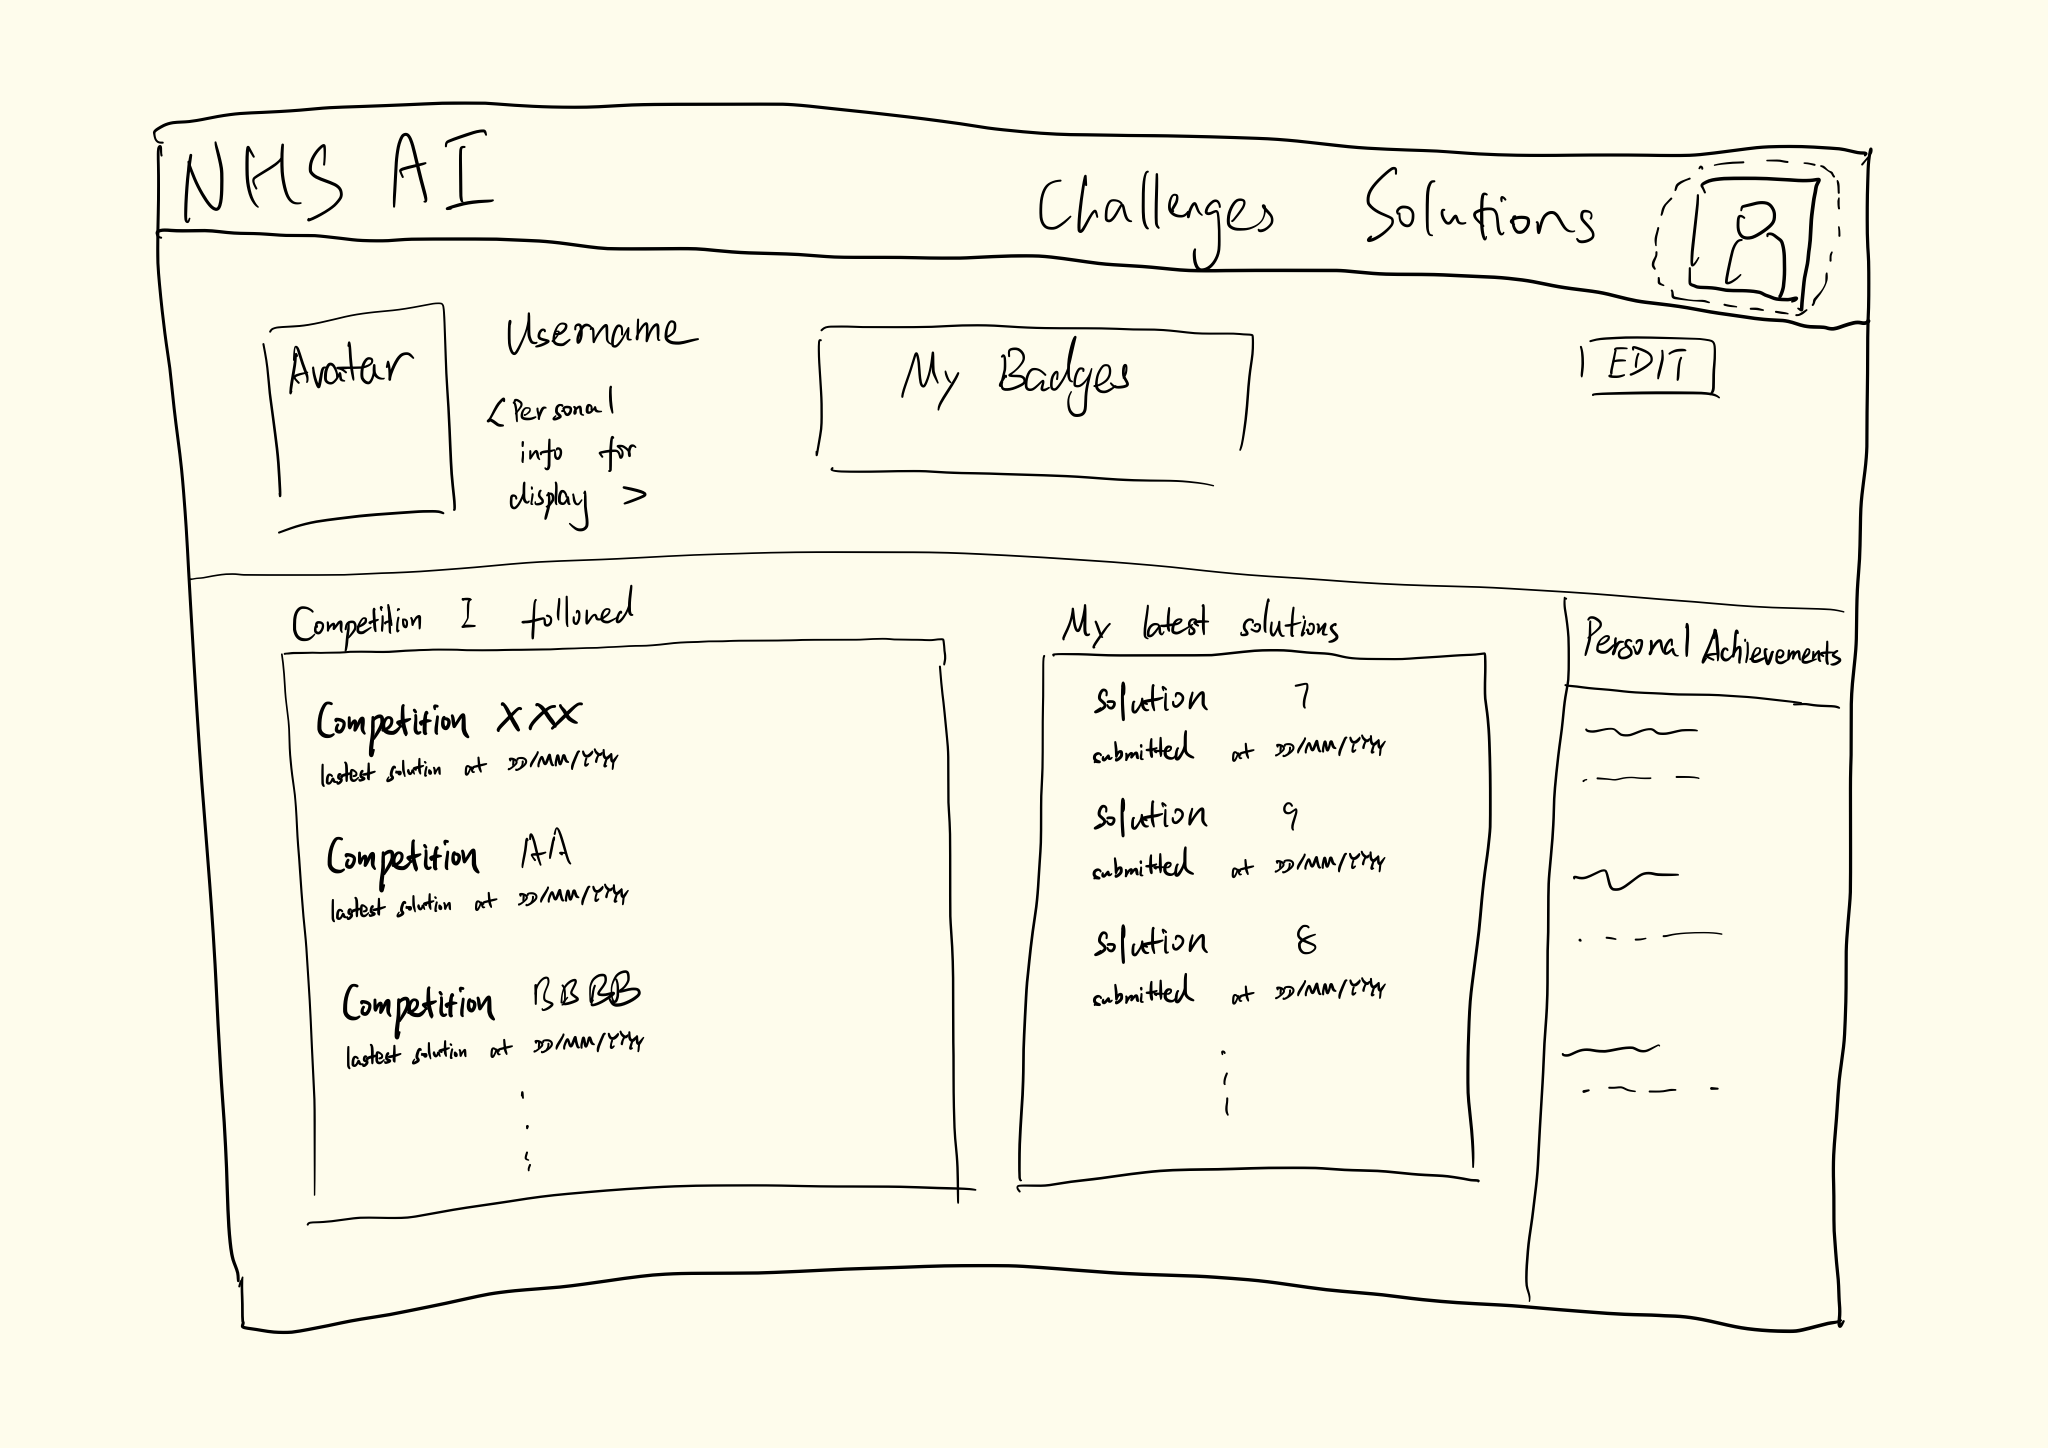 NHS AI
Challenges Solutions
Avatar
Username
<Personal
info for
display >
My Badges
EDIT
Competition I followed
Competition XXX
lastest solution at DD/MM/YYYY
Competition AA
lastest solution at DD/MM/YYYY
Competition BBBB
lastest solution at DD/MM/YYYY
My latest solutions
solution 7
submitted at DD/MM/YYYY
solution 9
submitted at DD/MM/YYYY
solution 8
submitted at DD/MM/YYYY
Personal Achievements